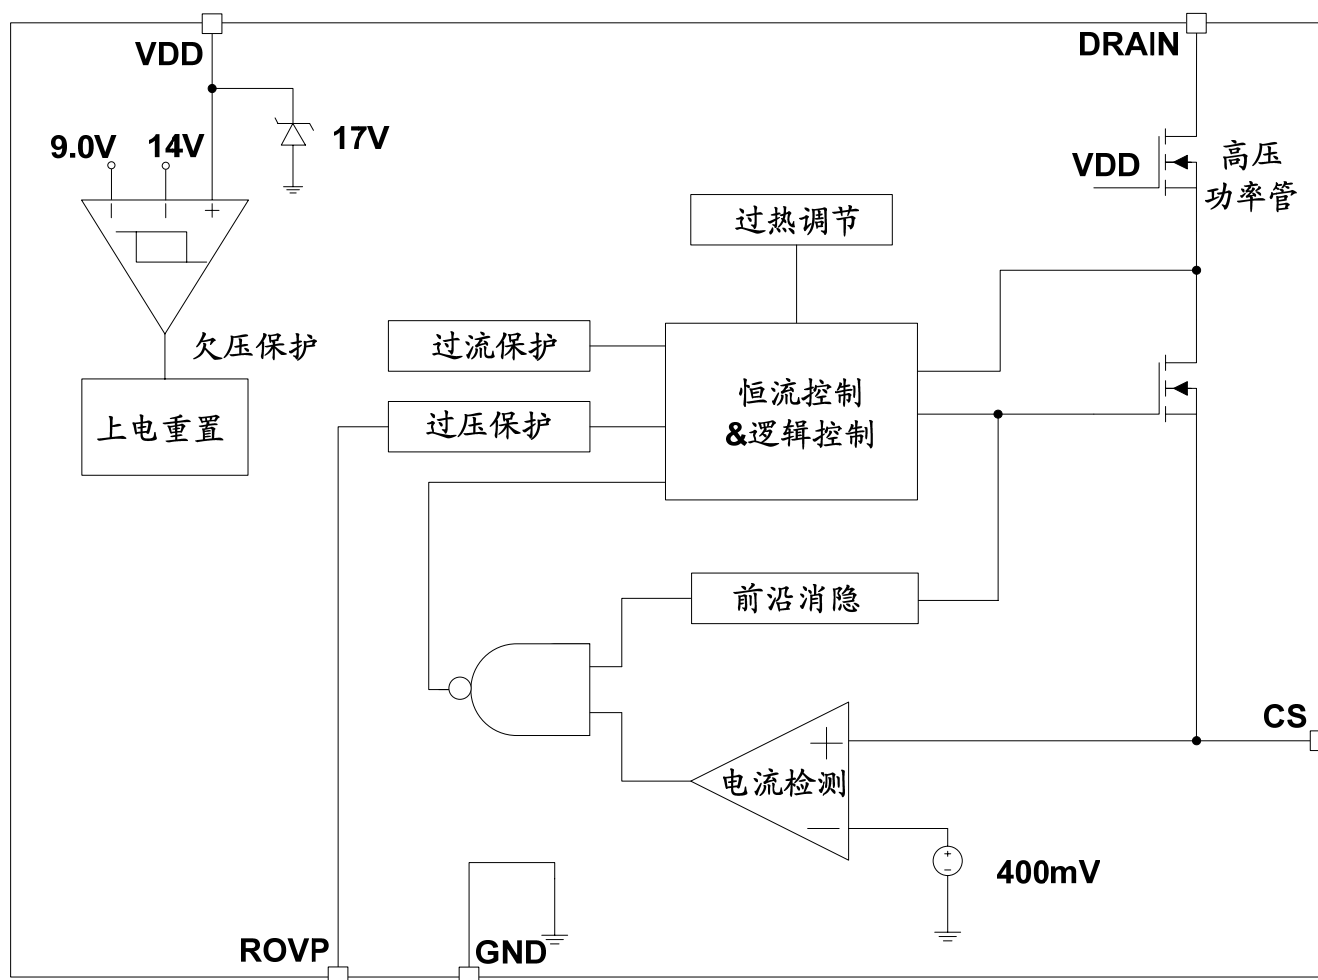 VDD
DRAIN
9.0V
14V
17V
VDD
高压
功率管
过热调节
欠压保护
过流保护
上电重置
过压保护
恒流控制
&逻辑控制
前沿消隐
CS
电流检测
400mV
ROVP
GND